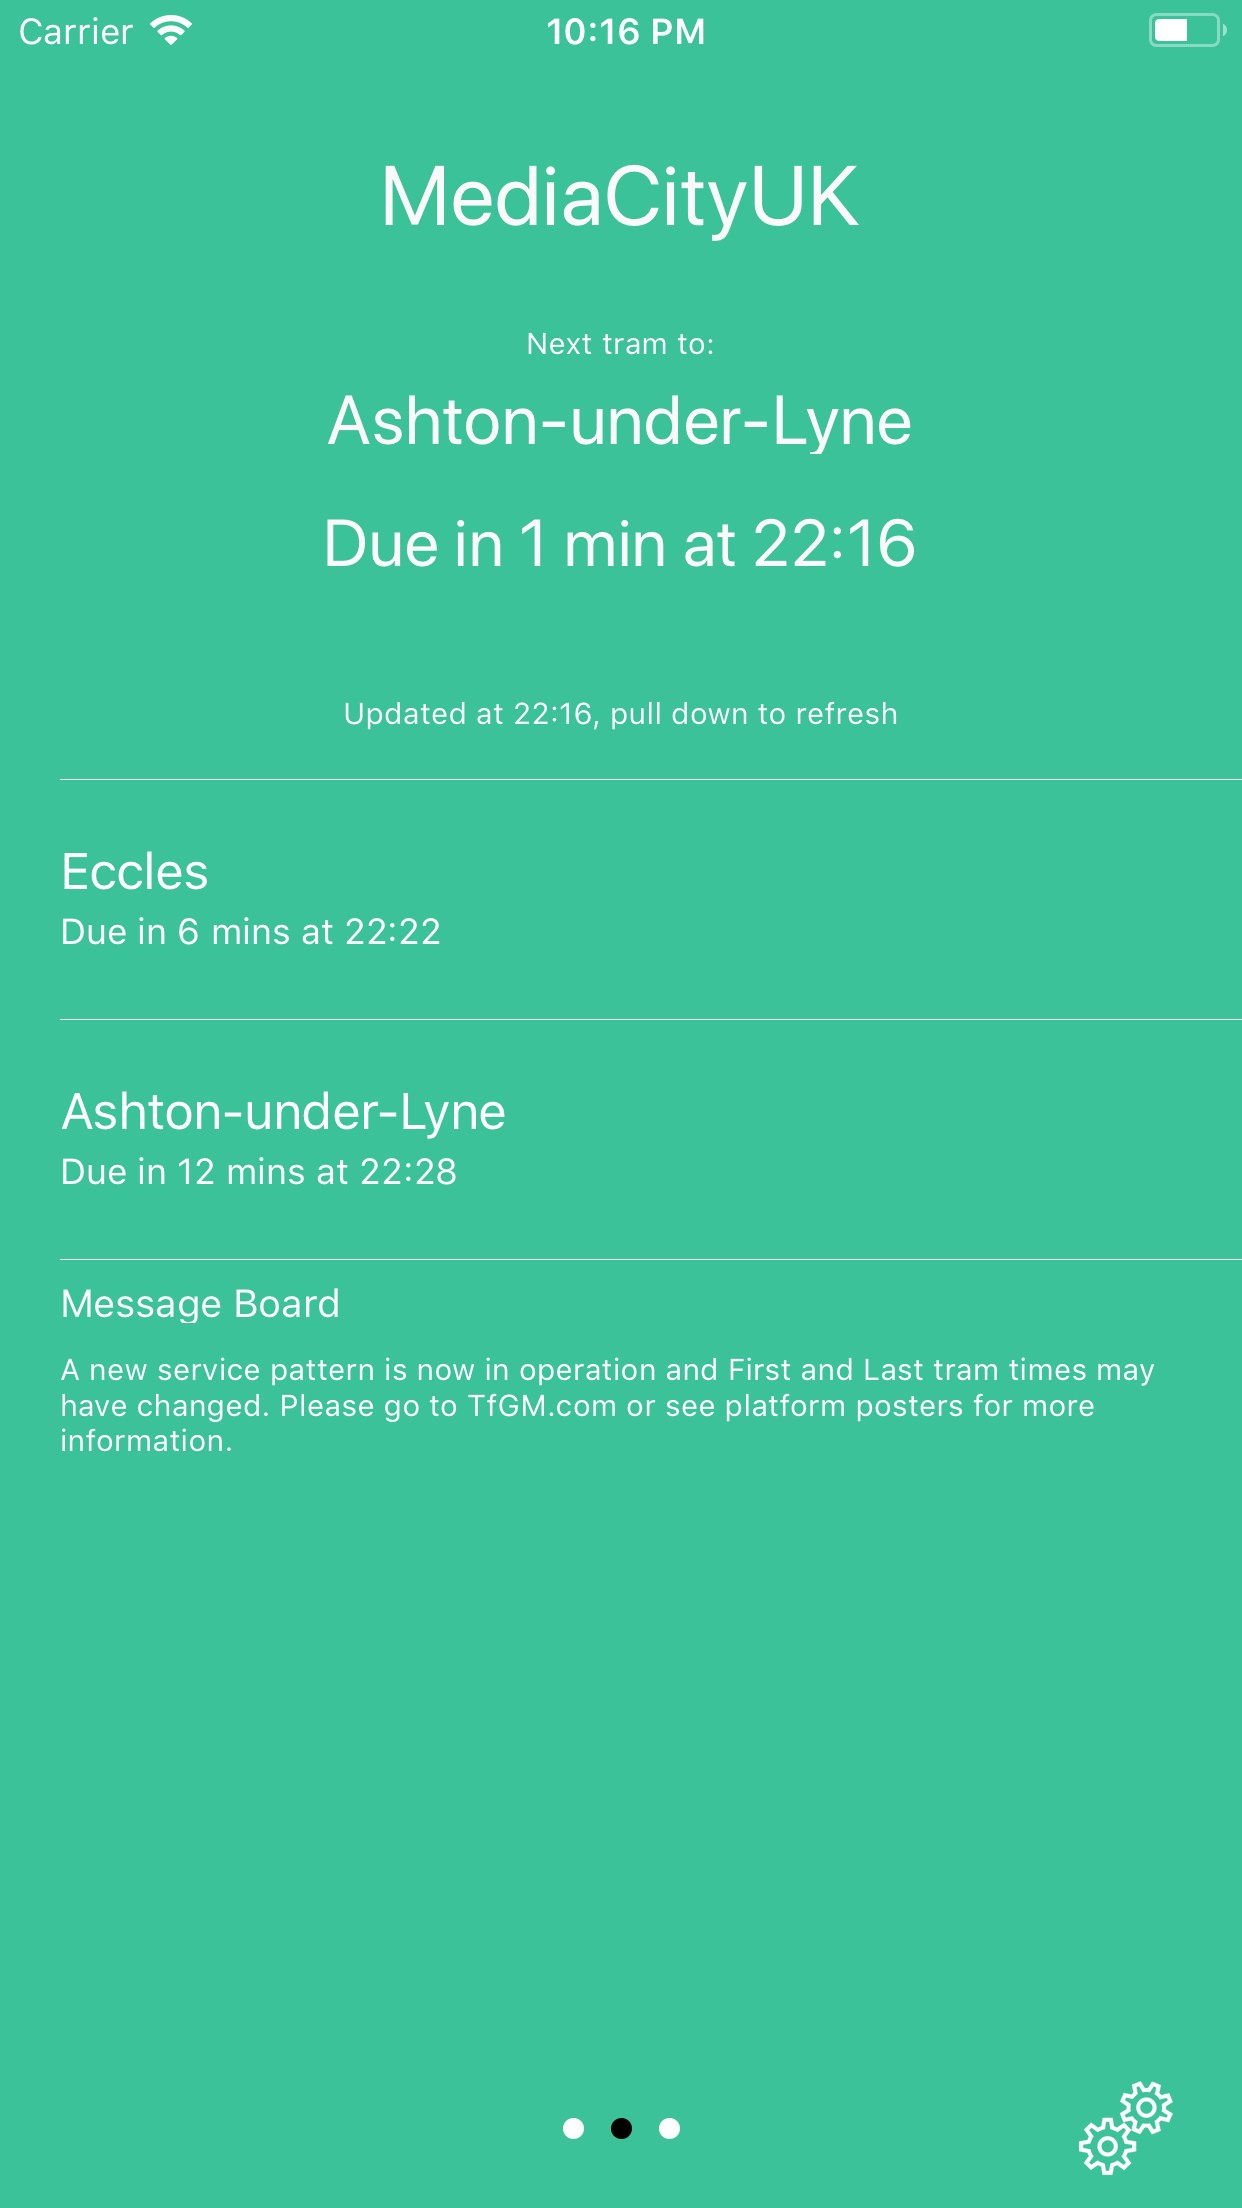 Carrier 10:16 PM
MediaCityUK
Next tram to:
Ashton-under-Lyne
Due in 1 min at 22:16
Updated at 22:16, pull down to refresh
Eccles
Due in 6 mins at 22:22
Ashton-under-Lyne
Due in 12 mins at 22:28
Message Board
A new service pattern is now in operation and First and Last tram times may
have changed. Please go to TfGM.com or see platform posters for more
information.